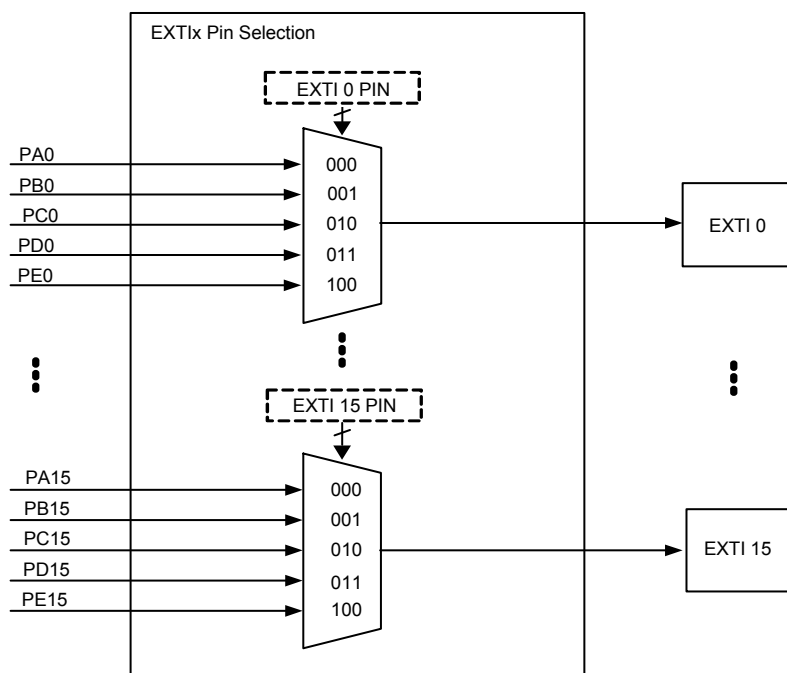 EXTIx Pin Selection
EXTI 0 PIN
PA0
000
PB0
001
PC0
010
EXTI 0
PD0
011
PE0
100
EXTI 15 PIN
PA15
000
PB15
001
PC15
010
EXTI 15
PD15
011
PE15
100